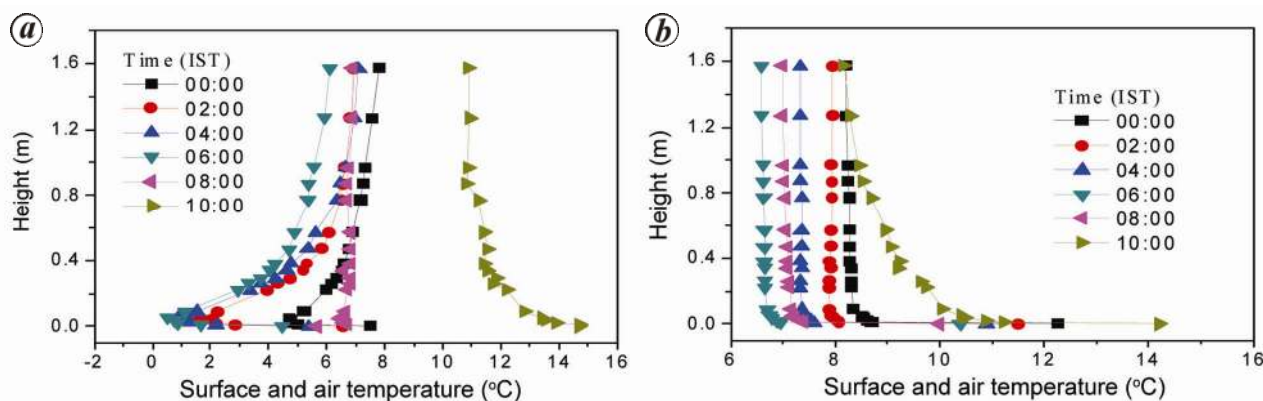 a
Time (IST)
00:00
02:00
04:00
06:00
08:00
10:00
Height (m)
1.6
1.2
0.8
0.4
0.0
-2 0 2 4 6 8 10 12 14 16
Surface and air temperature (°C)
b
Time (IST)
00:00
02:00
04:00
06:00
08:00
10:00
Height (m)
1.6
1.2
0.8
0.4
0.0
6 8 10 12 14 16
Surface and air temperature (°C)